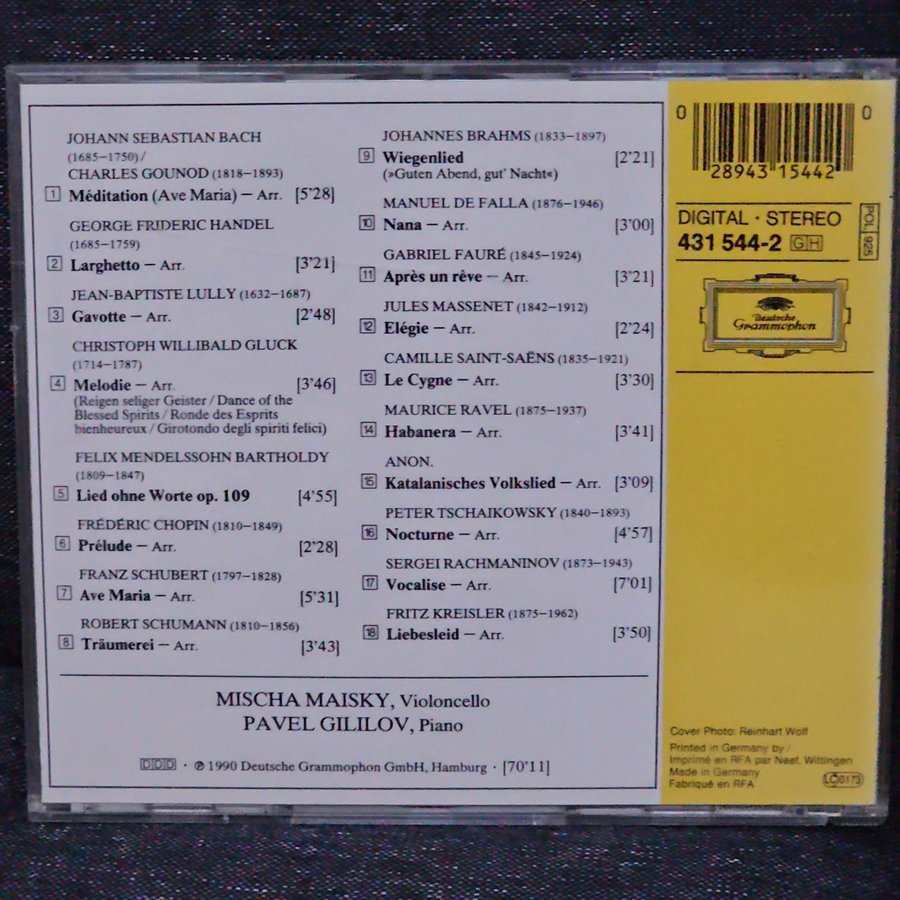 JOHANN SEBASTIAN BACH
(1685–1750) /
CHARLES GOUNOD (1818–1893)
1 Méditation (Ave Maria) – Arr. [5'28]
GEORGE FRIDERIC HANDEL
(1685–1759)
2 Larghetto – Arr. [3'21]
JEAN-BAPTISTE LULLY (1632–1687)
3 Gavotte – Arr. [2'48]
CHRISTOPH WILLIBALD GLUCK
(1714–1787)
4 Melodie – Arr. [3'46]
(Reigen seliger Geister / Dance of the
Blessed Spirits / Ronde des Esprits
bienheureux / Girotondo degli spiriti felici)
FELIX MENDELSSOHN BARTHOLDY
(1809–1847)
5 Lied ohne Worte op. 109 [4'55]
FRÉDÉRIC CHOPIN (1810–1849)
6 Prélude – Arr. [2'28]
FRANZ SCHUBERT (1797–1828)
7 Ave Maria – Arr. [5'31]
ROBERT SCHUMANN (1810–1856)
8 Träumerei – Arr. [3'43]
JOHANNES BRAHMS (1833–1897)
9 Wiegenlied [2'21]
(»Guten Abend, gut' Nacht«)
MANUEL DE FALLA (1876–1946)
10 Nana – Arr. [3'00]
GABRIEL FAURÉ (1845–1924)
11 Après un rêve – Arr. [3'21]
JULES MASSENET (1842–1912)
12 Elégie – Arr. [2'24]
CAMILLE SAINT-SAËNS (1835–1921)
13 Le Cygne – Arr. [3'30]
MAURICE RAVEL (1875–1937)
14 Habanera – Arr. [3'41]
ANON.
15 Katalanisches Volkslied – Arr. [3'09]
PETER TSCHAIKOWSKY (1840–1893)
16 Nocturne – Arr. [4'57]
SERGEI RACHMANINOV (1873–1943)
17 Vocalise – Arr. [7'01]
FRITZ KREISLER (1875–1962)
18 Liebesleid – Arr. [3'50]
MISCHA MAISKY, Violoncello
PAVEL GILILOV, Piano
DDD · ℗ 1990 Deutsche Grammophon GmbH, Hamburg · [70'11]
0 28943 15442 0
DIGITAL · STEREO
431 544-2 GH
POL 925
Deutsche
Grammophon
Cover Photo: Reinhart Wolf
Printed in Germany by /
Imprimé en RFA par Neef, Wittingen
Made in Germany
Fabriqué en RFA
LC 0173